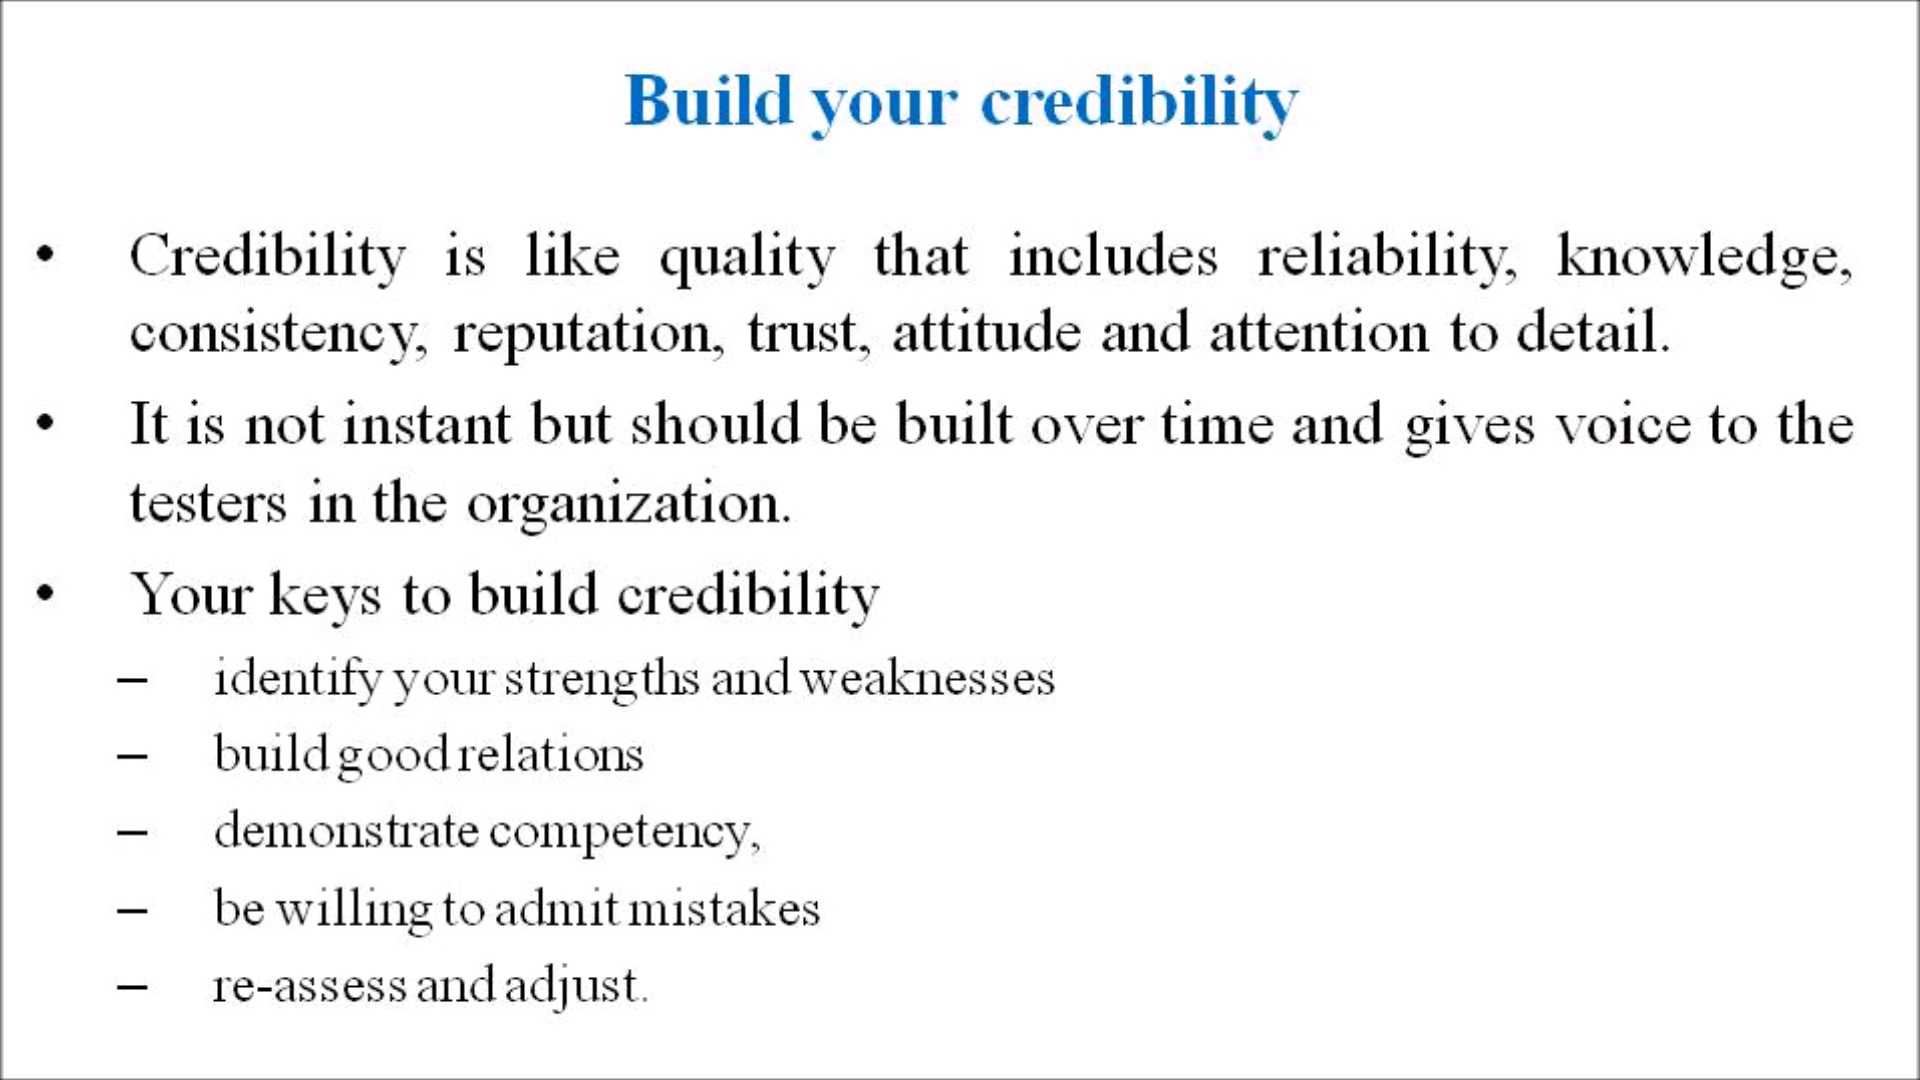 Build your credibility
• Credibility is like quality that includes reliability, knowledge,
consistency, reputation, trust, attitude and attention to detail.
• It is not instant but should be built over time and gives voice to the
testers in the organization.
• Your keys to build credibility
– identify your strengths and weaknesses
– build good relations
– demonstrate competency,
– be willing to admit mistakes
– re-assess and adjust.